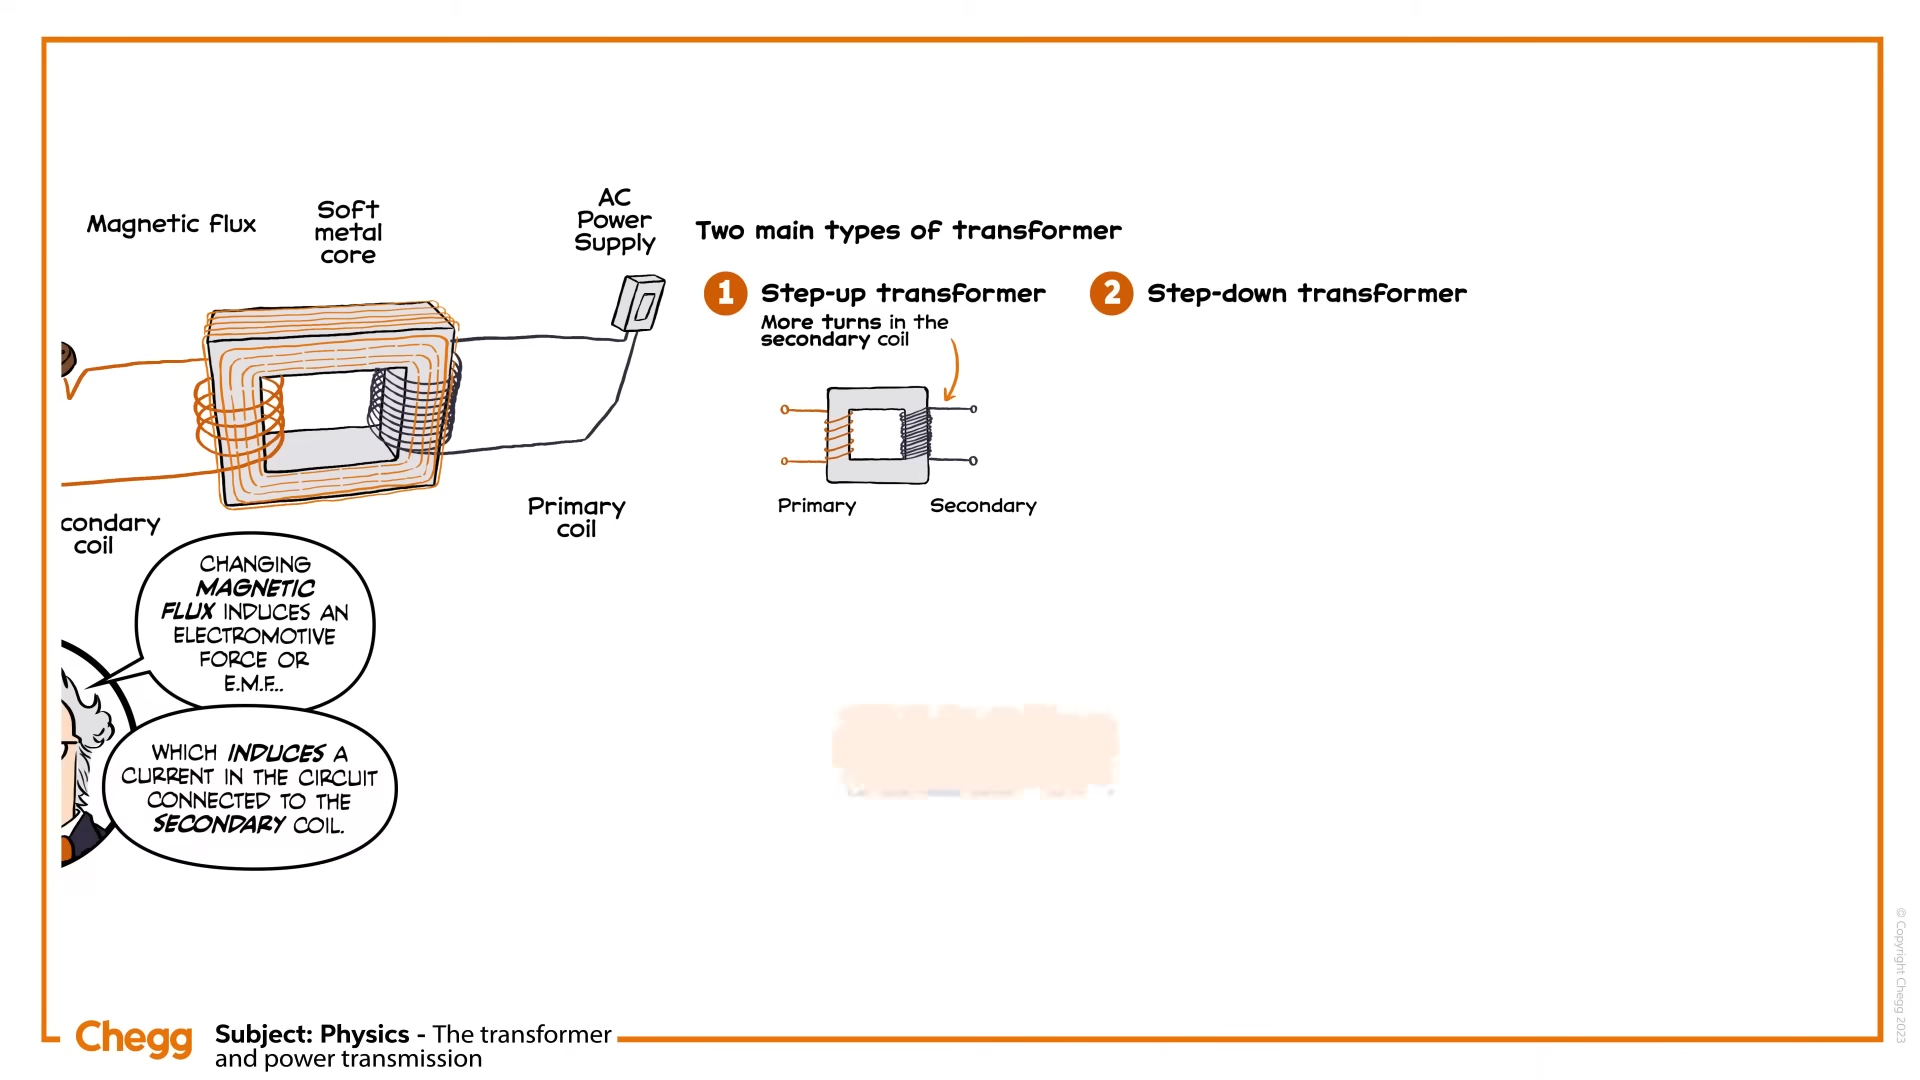 Magnetic flux
Soft
metal
core
AC
Power
Supply
condary
coil
Primary
coil
CHANGING
MAGNETIC
FLUX INDUCES AN
ELECTROMOTIVE
FORCE OR
E.M.F...
WHICH INDUCES A
CURRENT IN THE CIRCUIT
CONNECTED TO THE
SECONDARY COIL.
Two main types of transformer
1 Step-up transformer
More turns in the
secondary coil
Primary Secondary
2 Step-down transformer
Chegg
Subject: Physics - The transformer
and power transmission
© Copyright Chegg 2023